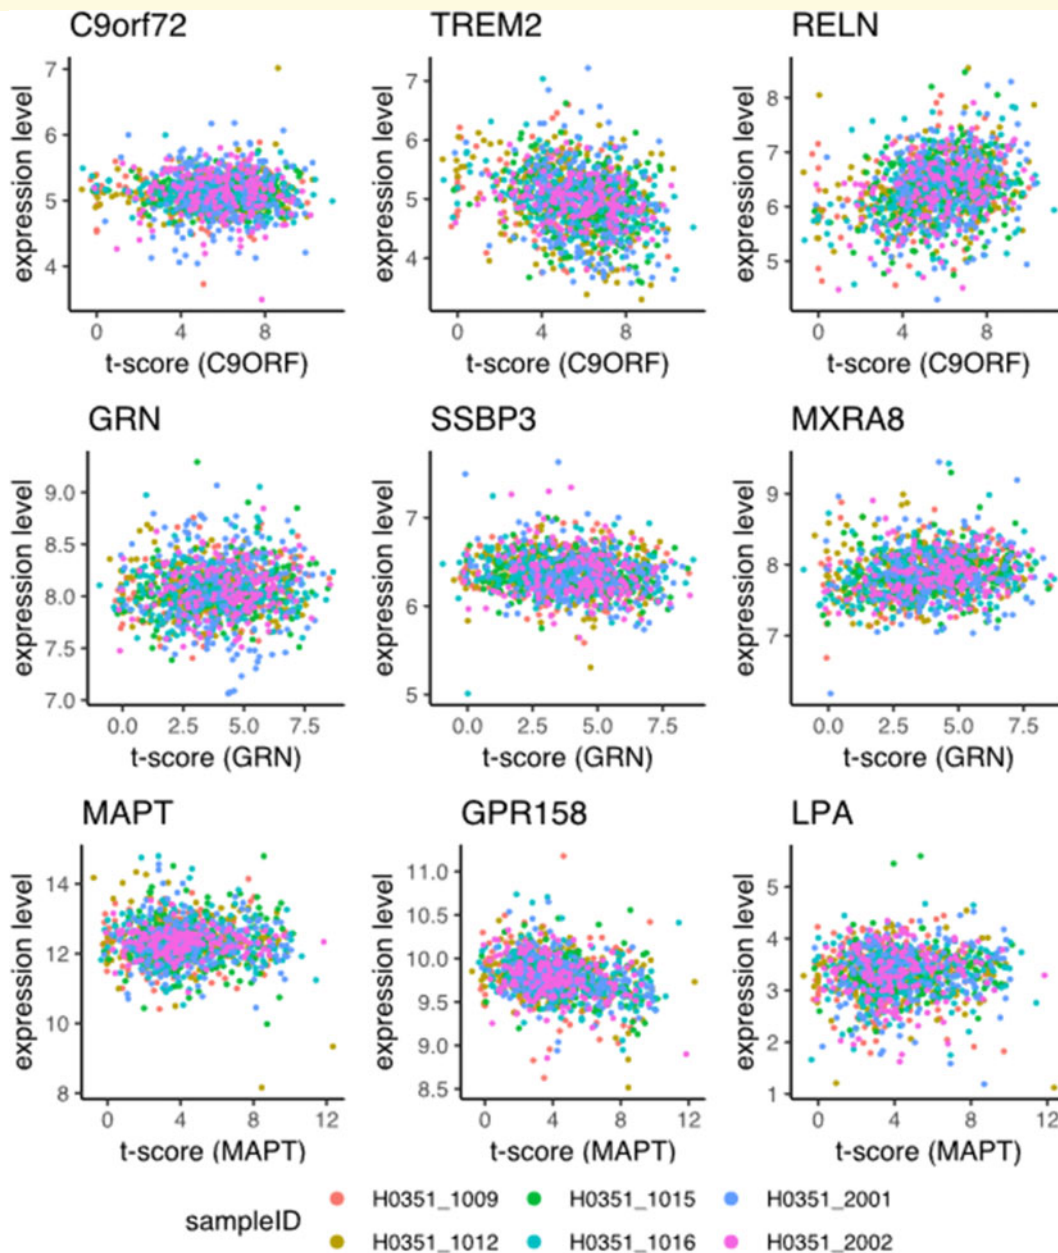 C9orf72 TREM2 RELN
7 7 8
6 6 7
5 5 6
4 4 5
expression level expression level expression level
0 4 8 0 4 8 0 4 8
t-score (C9ORF) t-score (C9ORF) t-score (C9ORF)
GRN SSBP3 MXRA8
9.0 7 9
8.5 6 8
8.0 5 7
7.5
7.0
expression level expression level expression level
0.0 2.5 5.0 7.5 0.0 2.5 5.0 7.5 0.0 2.5 5.0 7.5
t-score (GRN) t-score (GRN) t-score (GRN)
MAPT GPR158 LPA
14 11.0 5
12 10.5 4
10 10.0 3
8 9.5 2
9.0 1
8.5
expression level expression level expression level
0 4 8 12 0 4 8 12 0 4 8 12
t-score (MAPT) t-score (MAPT) t-score (MAPT)
sampleID
H0351_1009 H0351_1015 H0351_2001
H0351_1012 H0351_1016 H0351_2002